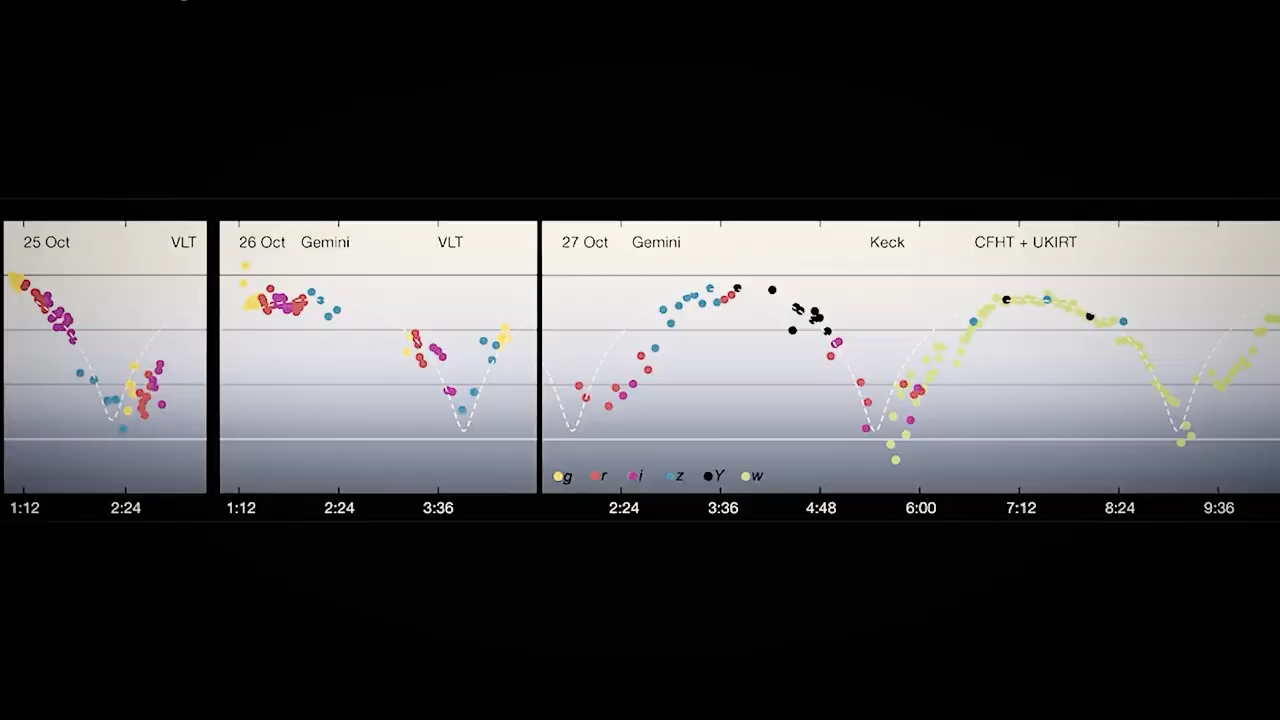 25 Oct VLT
26 Oct Gemini VLT
27 Oct Gemini Keck CFHT + UKIRT
g r i z Y w
1:12 2:24
1:12 2:24 3:36
2:24 3:36 4:48 6:00 7:12 8:24 9:36